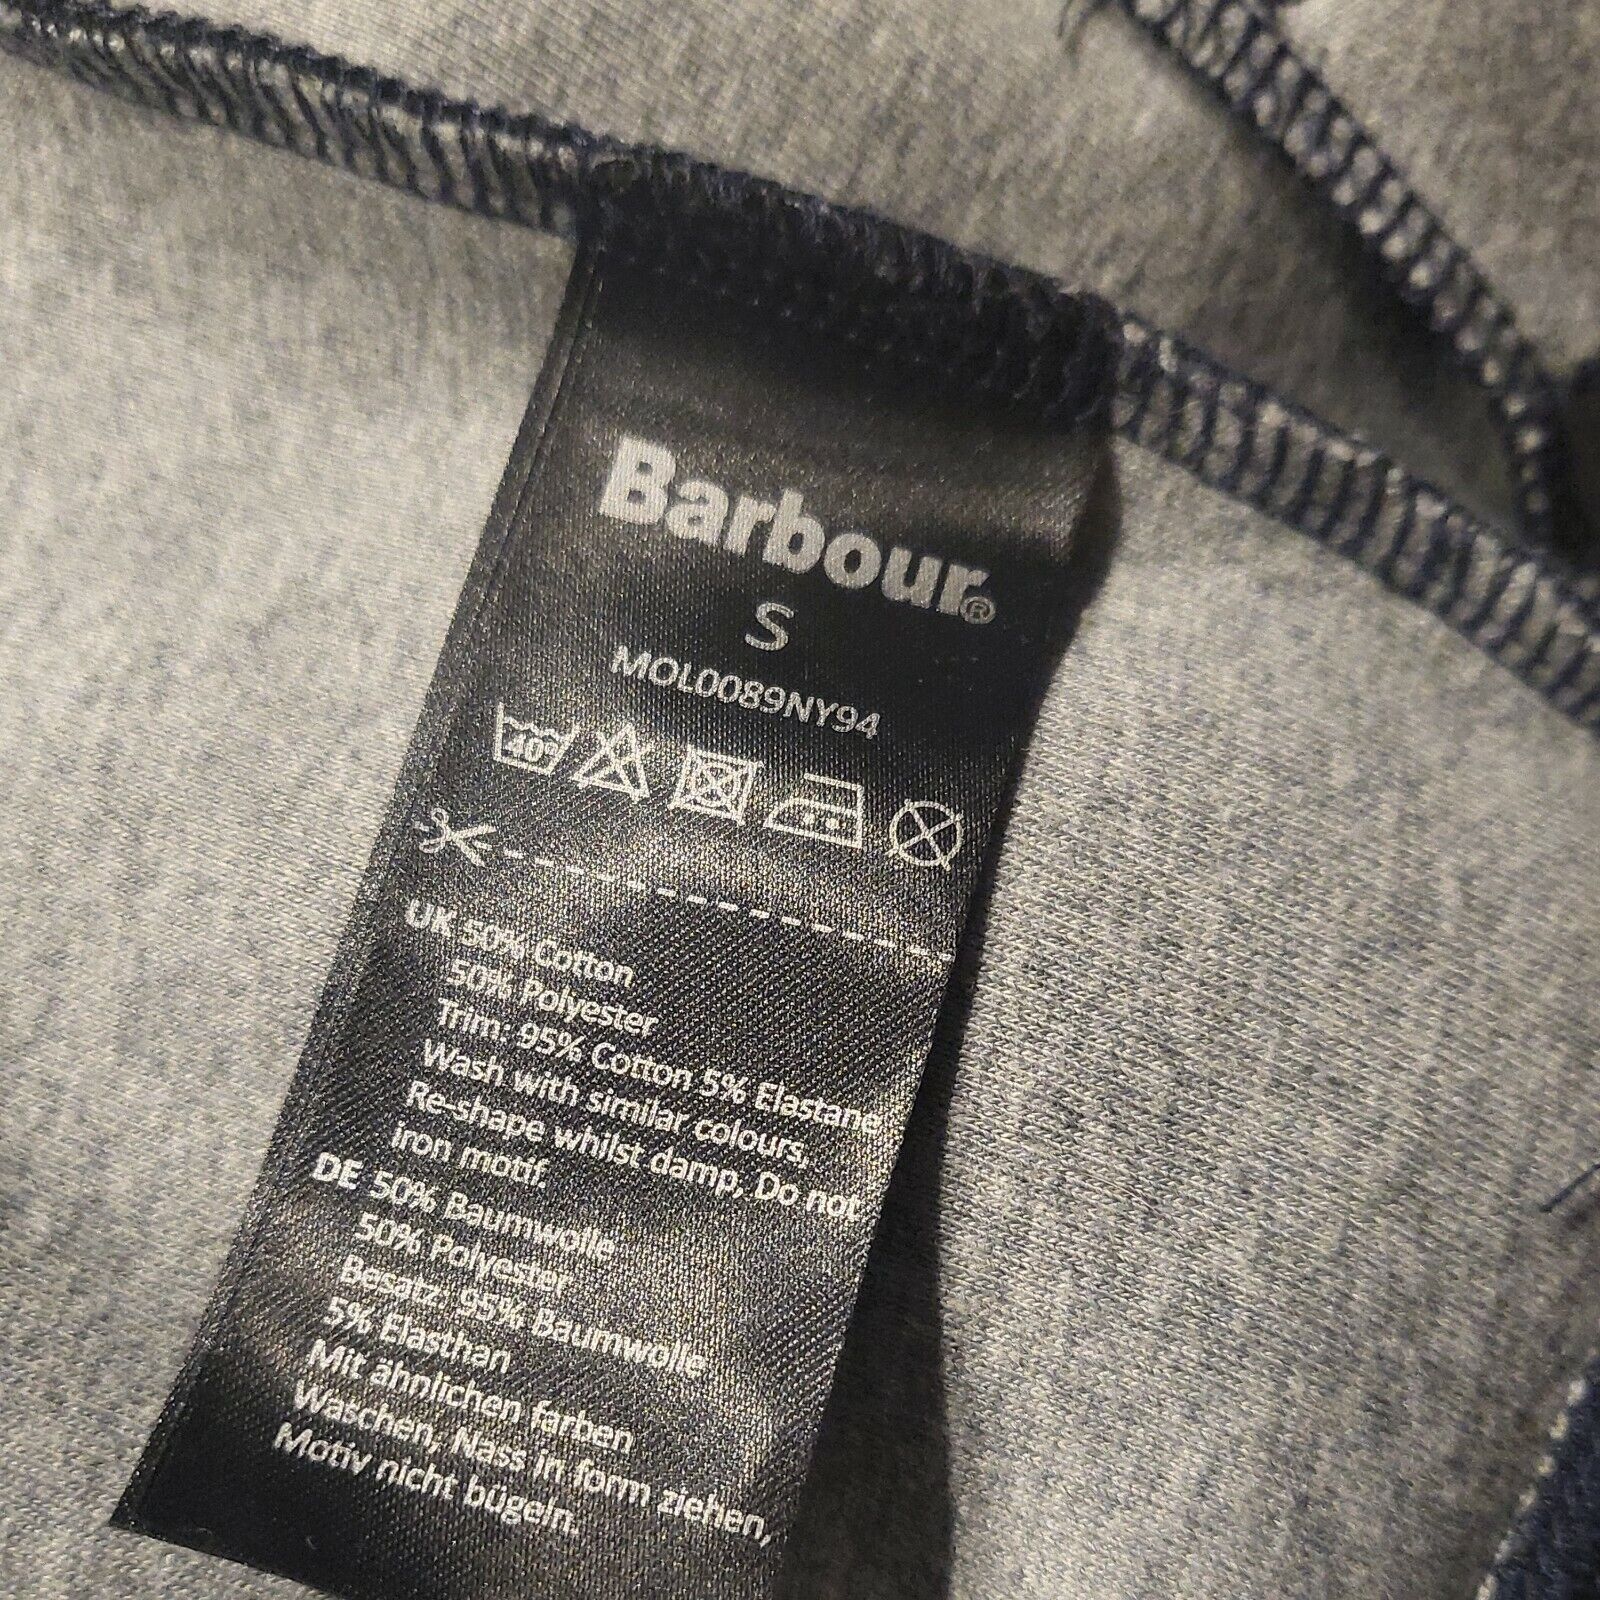 Barbour®
S
MOL0089NY94
40°
UK 50% Cotton
50% Polyester
Trim: 95% Cotton 5% Elastane
Wash with similar colours,
Re-shape whilst damp, Do not
iron motif.
DE 50% Baumwolle
50% Polyester
Besatz: 95% Baumwolle
5% Elasthan
Mit ähnlichen farben
Watchen, Nass in form ziehen,
Motiv nicht bügeln.